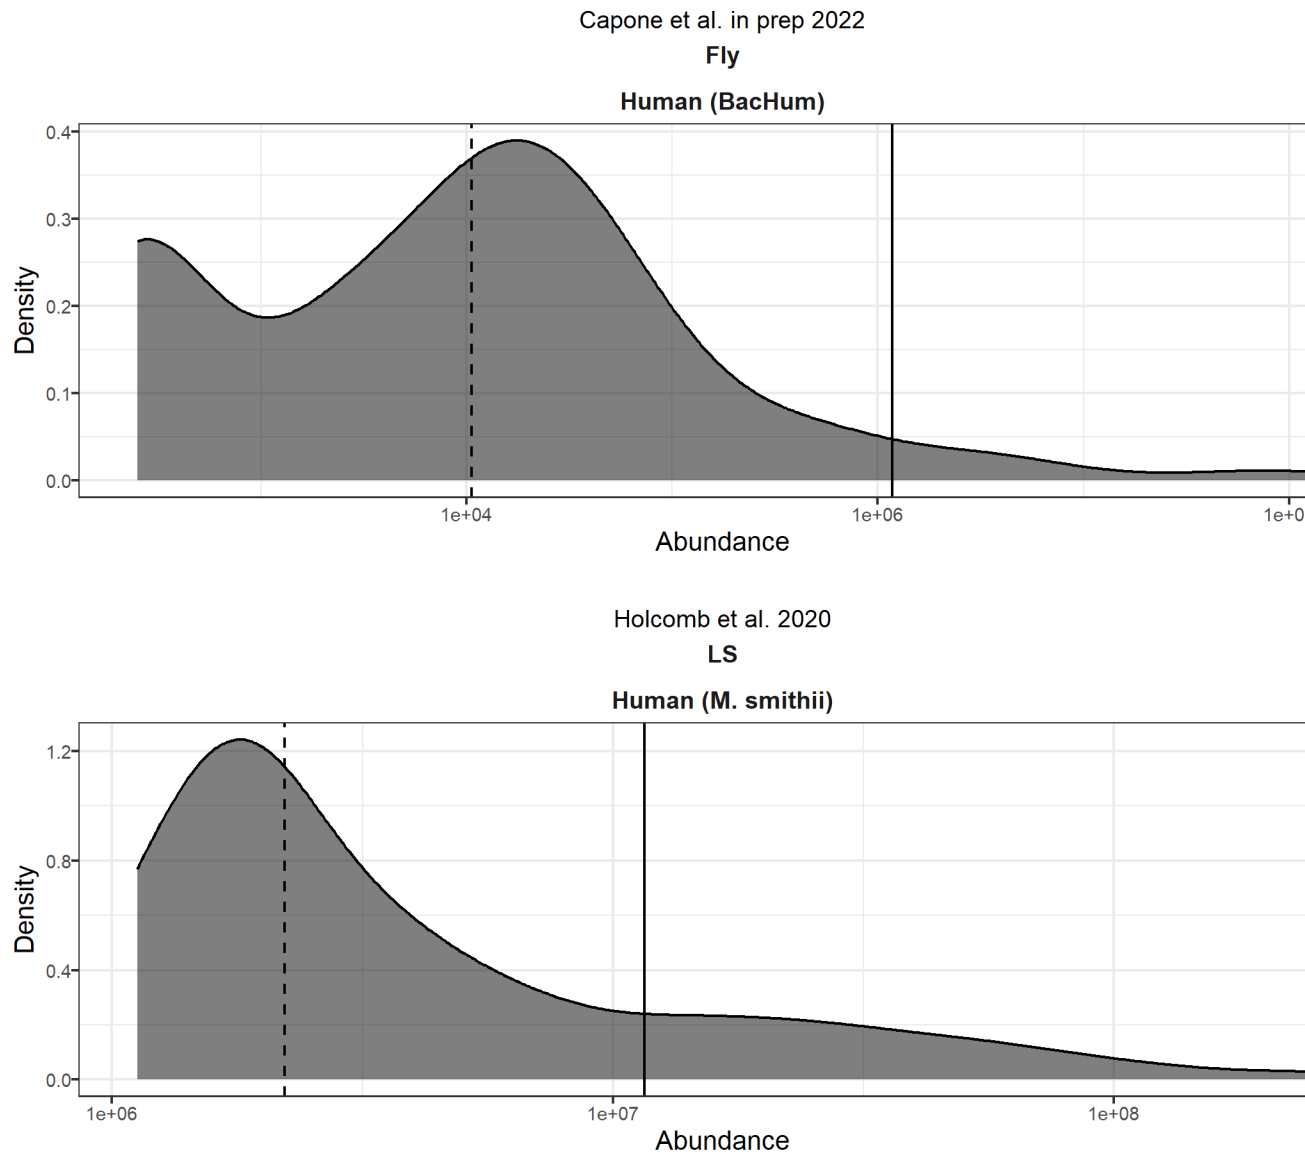 Capone et al. in prep 2022
Fly
Human (BacHum)
Density
0.4
0.3
0.2
0.1
0.0
1e+04 1e+06 1e+0
Abundance
Holcomb et al. 2020
LS
Human (M. smithii)
Density
1.2
0.8
0.4
0.0
1e+06 1e+07 1e+08
Abundance